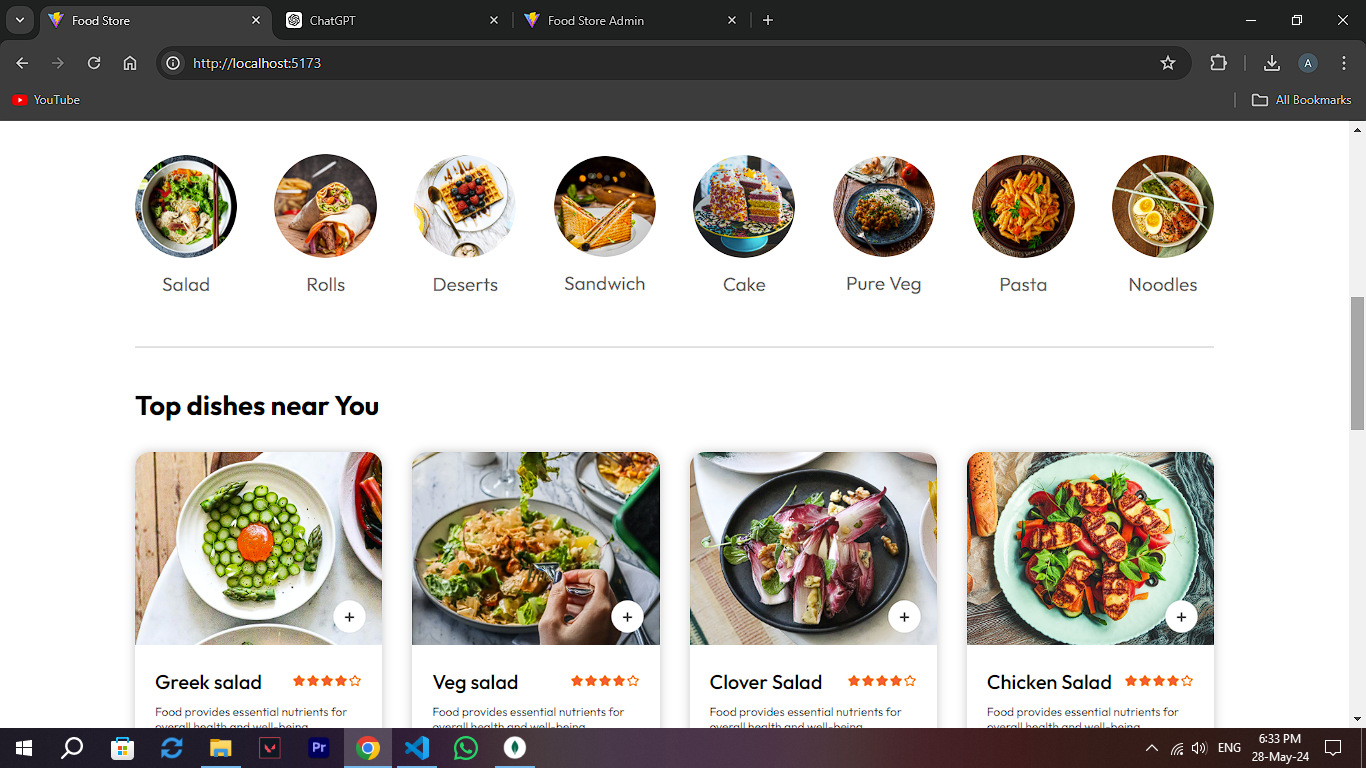 Food Store
ChatGPT
Food Store Admin
http://localhost:5173
A
YouTube
All Bookmarks
Salad
Rolls
Deserts
Sandwich
Cake
Pure Veg
Pasta
Noodles
Top dishes near You
Greek salad
Veg salad
Clover Salad
Chicken Salad
Food provides essential nutrients for
overall health and well-being
Food provides essential nutrients for
overall health and well-being
Food provides essential nutrients for
overall health and well-being
Food provides essential nutrients for
overall health and well-being
Pr
ENG
6:33 PM
28-May-24